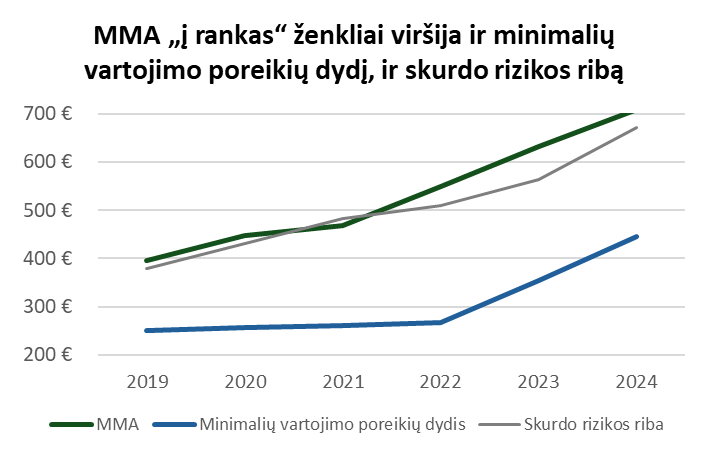 MMA „į rankas“ ženkliai viršija ir minimalių
vartojimo poreikių dydį, ir skurdo rizikos ribą
700 €
600 €
500 €
400 €
300 €
200 €
2019 2020 2021 2022 2023 2024
MMA Minimalių vartojimo poreikių dydis Skurdo rizikos riba